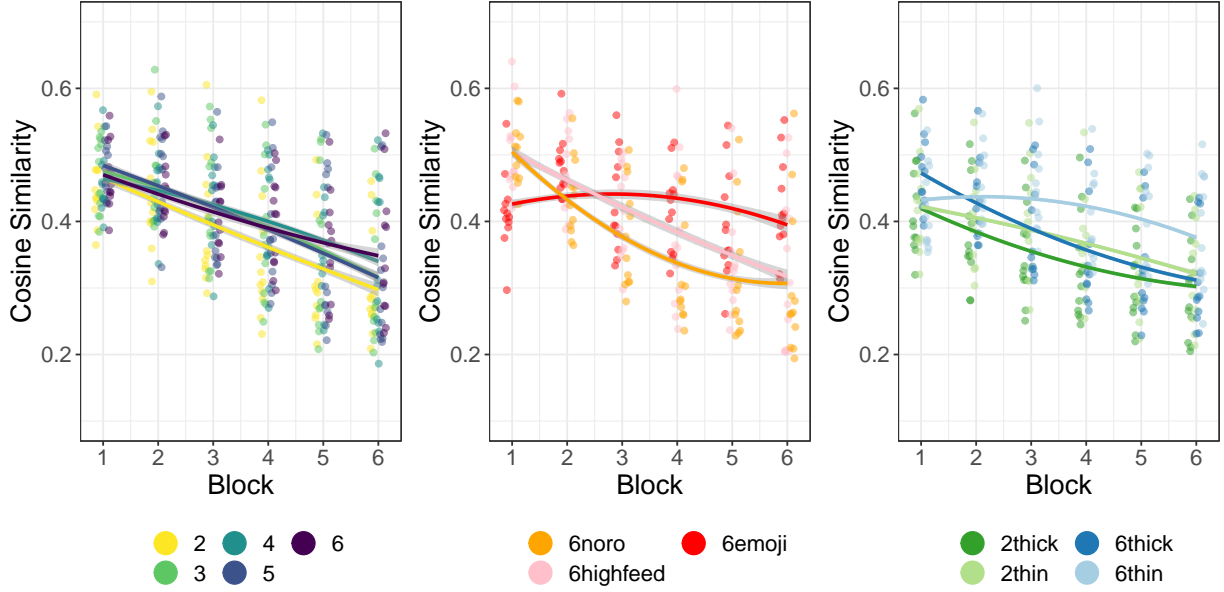 Cosine Similarity
0.6
0.4
0.2
1 2 3 4 5 6
Block
2 4 6
3 5
Cosine Similarity
0.6
0.4
0.2
1 2 3 4 5 6
Block
6noro 6emoji
6highfeed
Cosine Similarity
0.6
0.4
0.2
1 2 3 4 5 6
Block
2thick 6thick
2thin 6thin